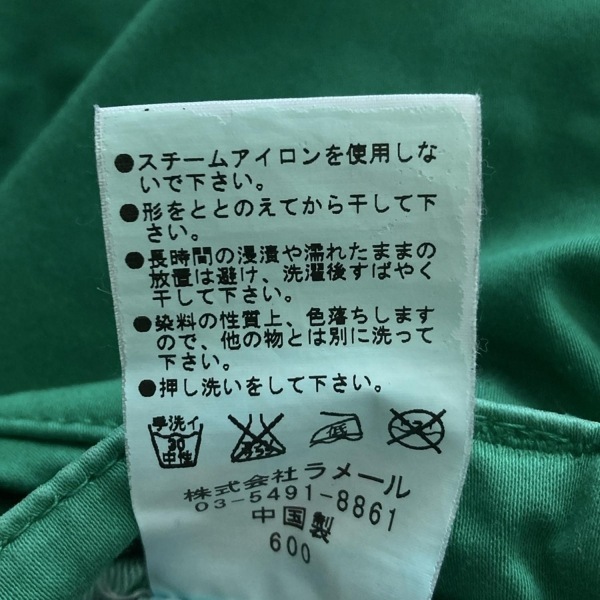 ●スチームアイロンを使用しな
いで下さい。
●形をととのえてから干して下
さい。
●長時間の浸漬や濡れたままの
放置は避け、洗濯後すばやく
干して下さい。
●染料の性質上、色落ちします
ので、他の物とは別に洗って
下さい。
●押し洗いをして下さい。
手洗イ
30
中性
エンソ
低
株式会社ラメール
03-5491-8861
中国製
600